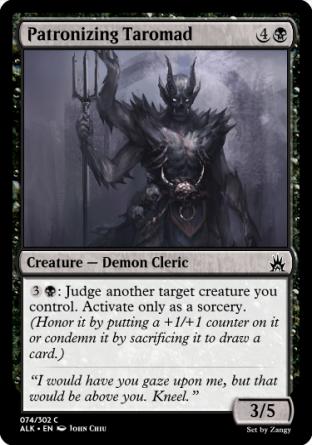 Patronizing Taromad 4
Creature — Demon Cleric
3 : Judge another target creature you
control. Activate only as a sorcery.
(Honor it by putting a +1/+1 counter on it
or condemn it by sacrificing it to draw a
card.)
“I would have you gaze upon me, but that
would be above you. Kneel.”
3/5
074/302 C
ALK • EN JOHN CHIU
Set by Zangy